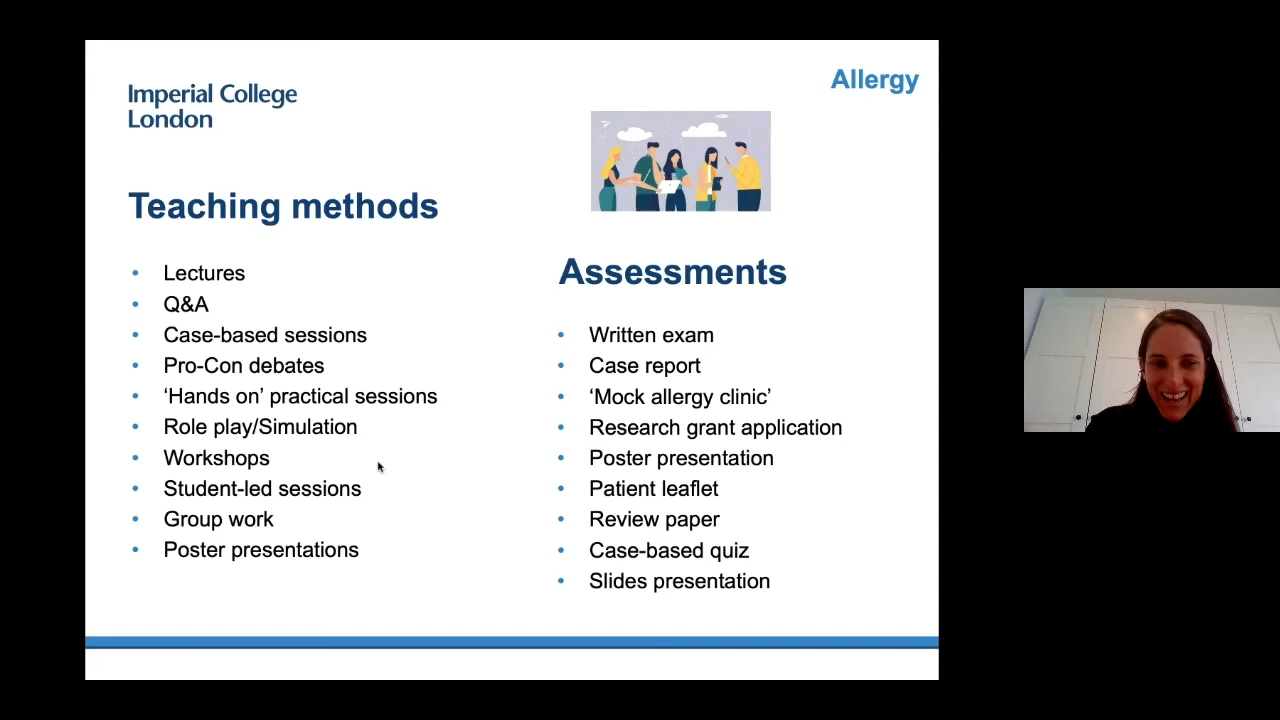 Imperial College
London
Allergy
Teaching methods
• Lectures
• Q&A
• Case-based sessions
• Pro-Con debates
• ‘Hands on’ practical sessions
• Role play/Simulation
• Workshops
• Student-led sessions
• Group work
• Poster presentations
Assessments
• Written exam
• Case report
• ‘Mock allergy clinic’
• Research grant application
• Poster presentation
• Patient leaflet
• Review paper
• Case-based quiz
• Slides presentation